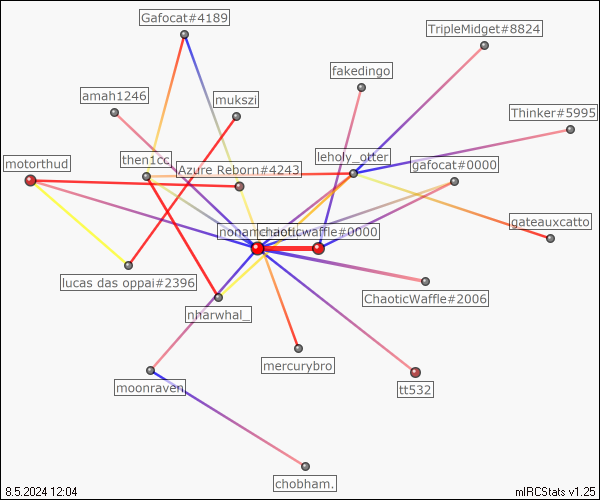 Gafocat#4189
TripleMidget#8824
fakedingo
amah1246
mukszi
Thinker#5995
motorthud
then1cc
leholy_otter
Azure Reborn#4243
gafocat#0000
gateauxcatto
chaoticwaffle#0000
lucas das oppai#2396
ChaoticWaffle#2006
nharwhal_
mercurybro
moonraven
tt532
chobham.
8.5.2024 12:04
mIRCStats v1.25